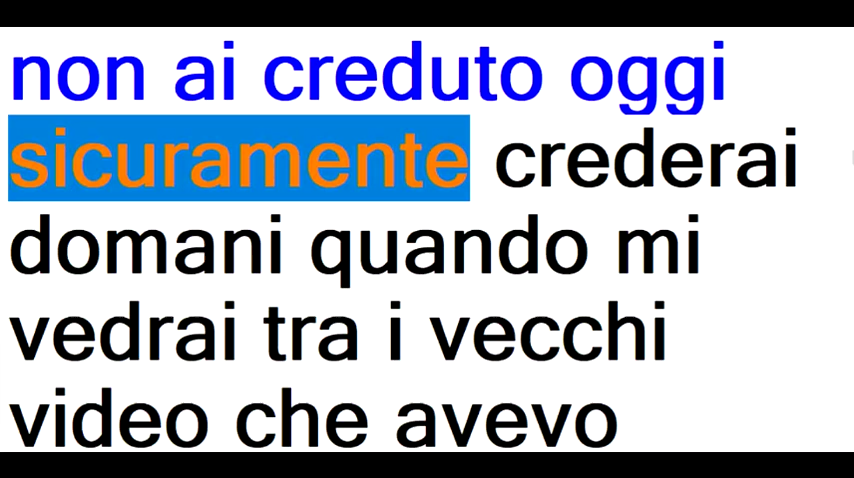 non ai creduto oggi
sicuramente crederai
domani quando mi
vedrai tra i vecchi
video che avevo